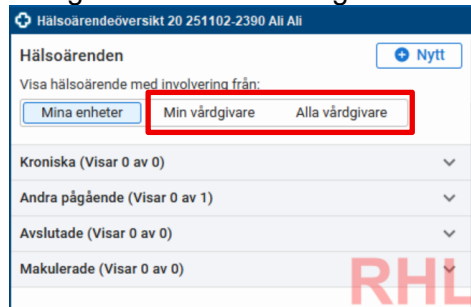 Hälsoärendeöversikt 20 251102-2390 Ali Ali
Hälsoärenden
Nytt
Visa hälsoärende med involvering från:
Mina enheter Min vårdgivare Alla vårdgivare
Kroniska (Visar 0 av 0)
Andra pågående (Visar 0 av 1)
Avslutade (Visar 0 av 0)
Makulerade (Visar 0 av 0)
RHL